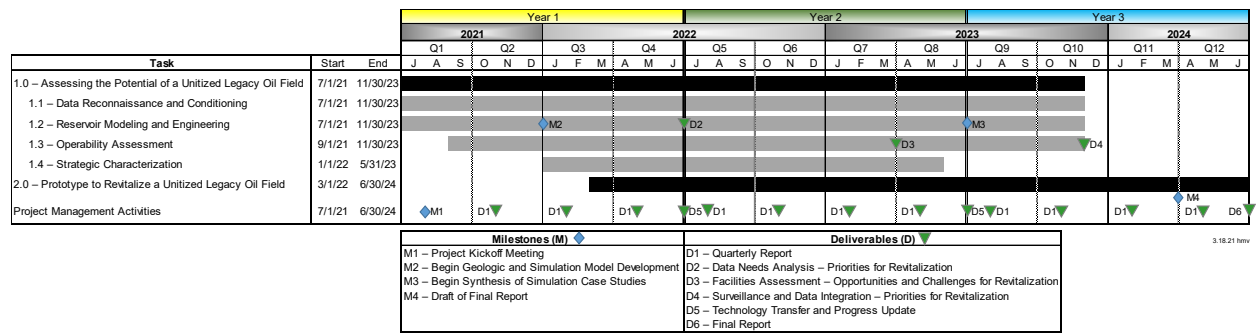 Year 1 Year 2 Year 3
2021 2022 2023 2024
Q1 Q2 Q3 Q4 Q5 Q6 Q7 Q8 Q9 Q10 Q11 Q12
Task Start End J A S O N D J F M A M J J A S O N D J F M A M J J A S O N D J F M A M J
1.0 – Assessing the Potential of a Unitized Legacy Oil Field 7/1/21 11/30/23
1.1 – Data Reconnaissance and Conditioning 7/1/21 11/30/23
1.2 – Reservoir Modeling and Engineering 7/1/21 11/30/23 M2 D2 M3
1.3 – Operability Assessment 9/1/21 11/30/23 D3 D4
1.4 – Strategic Characterization 1/1/22 5/31/23
2.0 – Prototype to Revitalize a Unitized Legacy Oil Field 3/1/22 6/30/24
M4
Project Management Activities 7/1/21 6/30/24 M1 D1 D1 D1 D5 D1 D1 D1 D1 D5 D1 D1 D1 D1 D6
Milestones (M)
M1 – Project Kickoff Meeting
M2 – Begin Geologic and Simulation Model Development
M3 – Begin Synthesis of Simulation Case Studies
M4 – Draft of Final Report
Deliverables (D)
D1 – Quarterly Report
D2 – Data Needs Analysis – Priorities for Revitalization
D3 – Facilities Assessment – Opportunities and Challenges for Revitalization
D4 – Surveillance and Data Integration – Priorities for Revitalization
D5 – Technology Transfer and Progress Update
D6 – Final Report
3.18.21 hmv